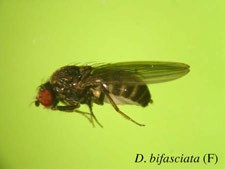 D. bifasciata (F)